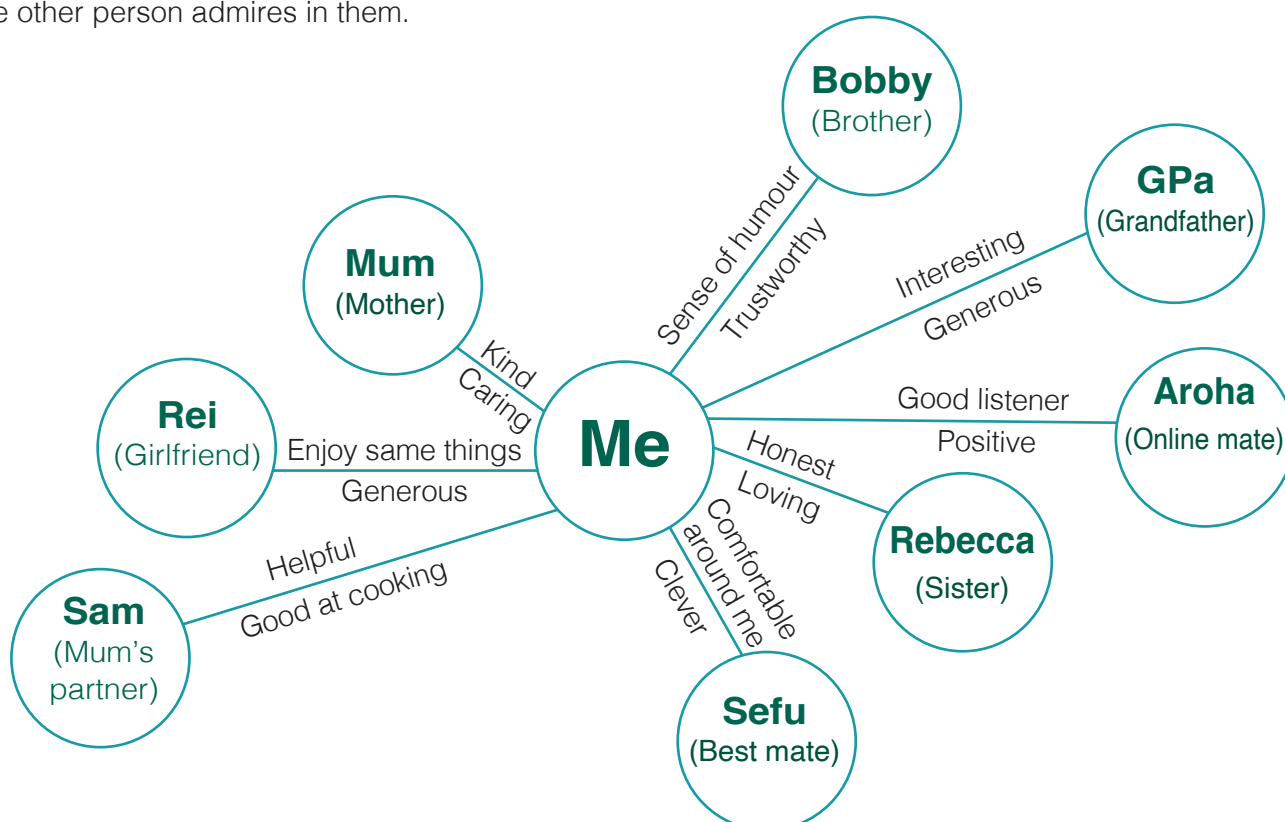 e other person admires in them.
Bobby
(Brother)
GPa
(Grandfather)
Sense of humour
Trustworthy
Interesting
Generous
Mum
(Mother)
Kind
Caring
Aroha
(Online mate)
Good listener
Positive
Rei
(Girlfriend)
Enjoy same things
Generous
Me
Honest
Loving
Rebecca
(Sister)
Helpful
Good at cooking
Sam
(Mum's
partner)
Comfortable
around me
Clever
Sefu
(Best mate)